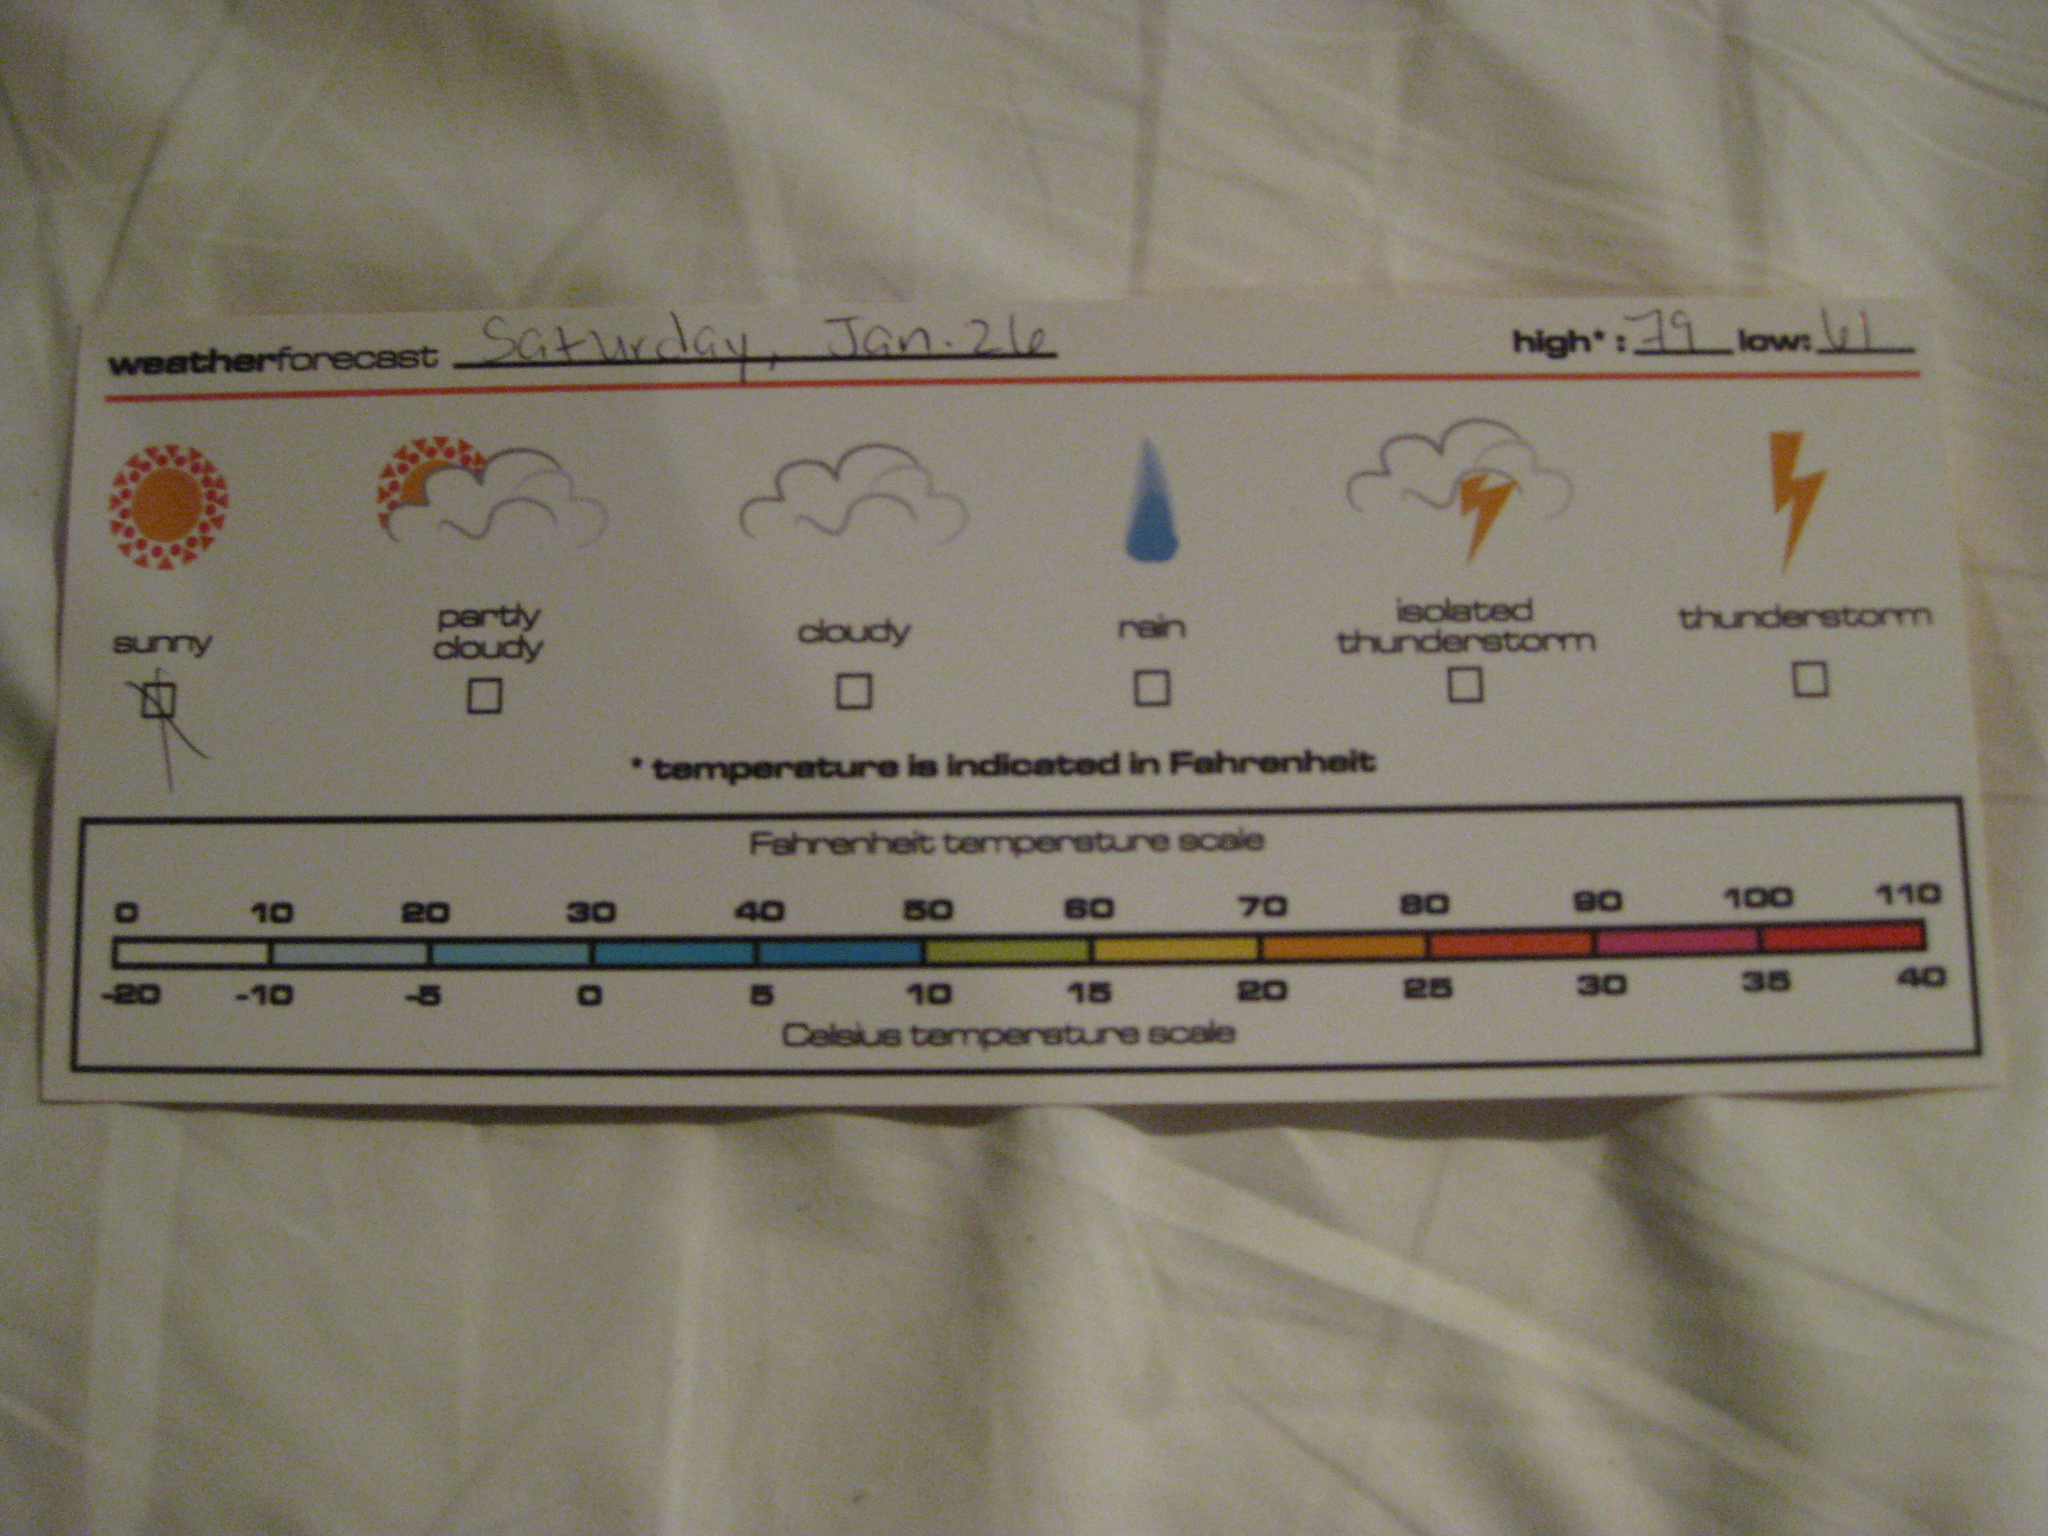 weatherforecast Saturday, Jan. 26 high* : 79 low: 61
sunny
partly
cloudy
cloudy
rain
isolated
thunderstorm
thunderstorm
* temperature is indicated in Fahrenheit
Fahrenheit temperature scale
0 10 20 30 40 50 60 70 80 90 100 110
-20 -10 -5 0 5 10 15 20 25 30 35 40
Celsius temperature scale